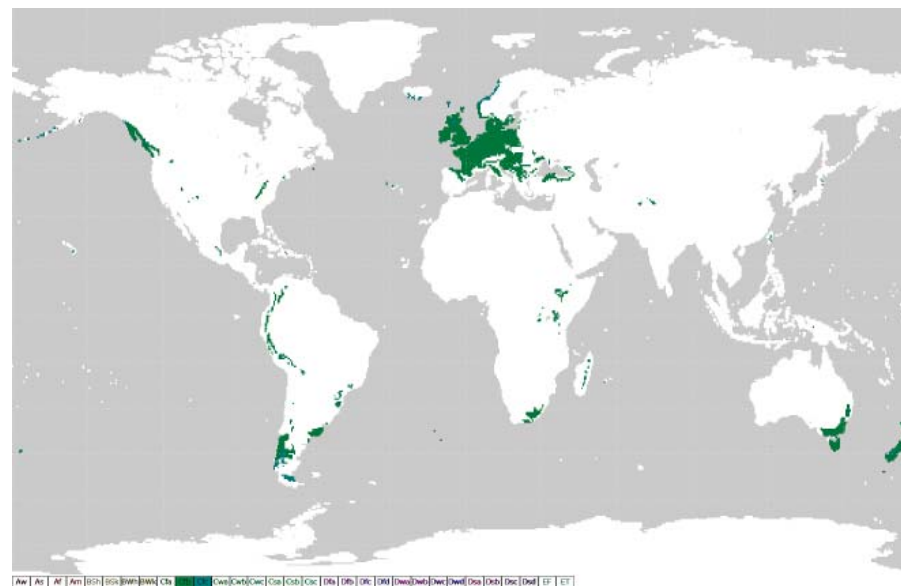 Aw As Af Am BSh BSk BWh BWk Cfa Cfb Cfc Cwa Cwb Cwc Csa Csb Csc Dfa Dfb Dfc Dfd Dwa Dwb Dwc Dwd Dsa Dsb Dsc Dsd EF ET